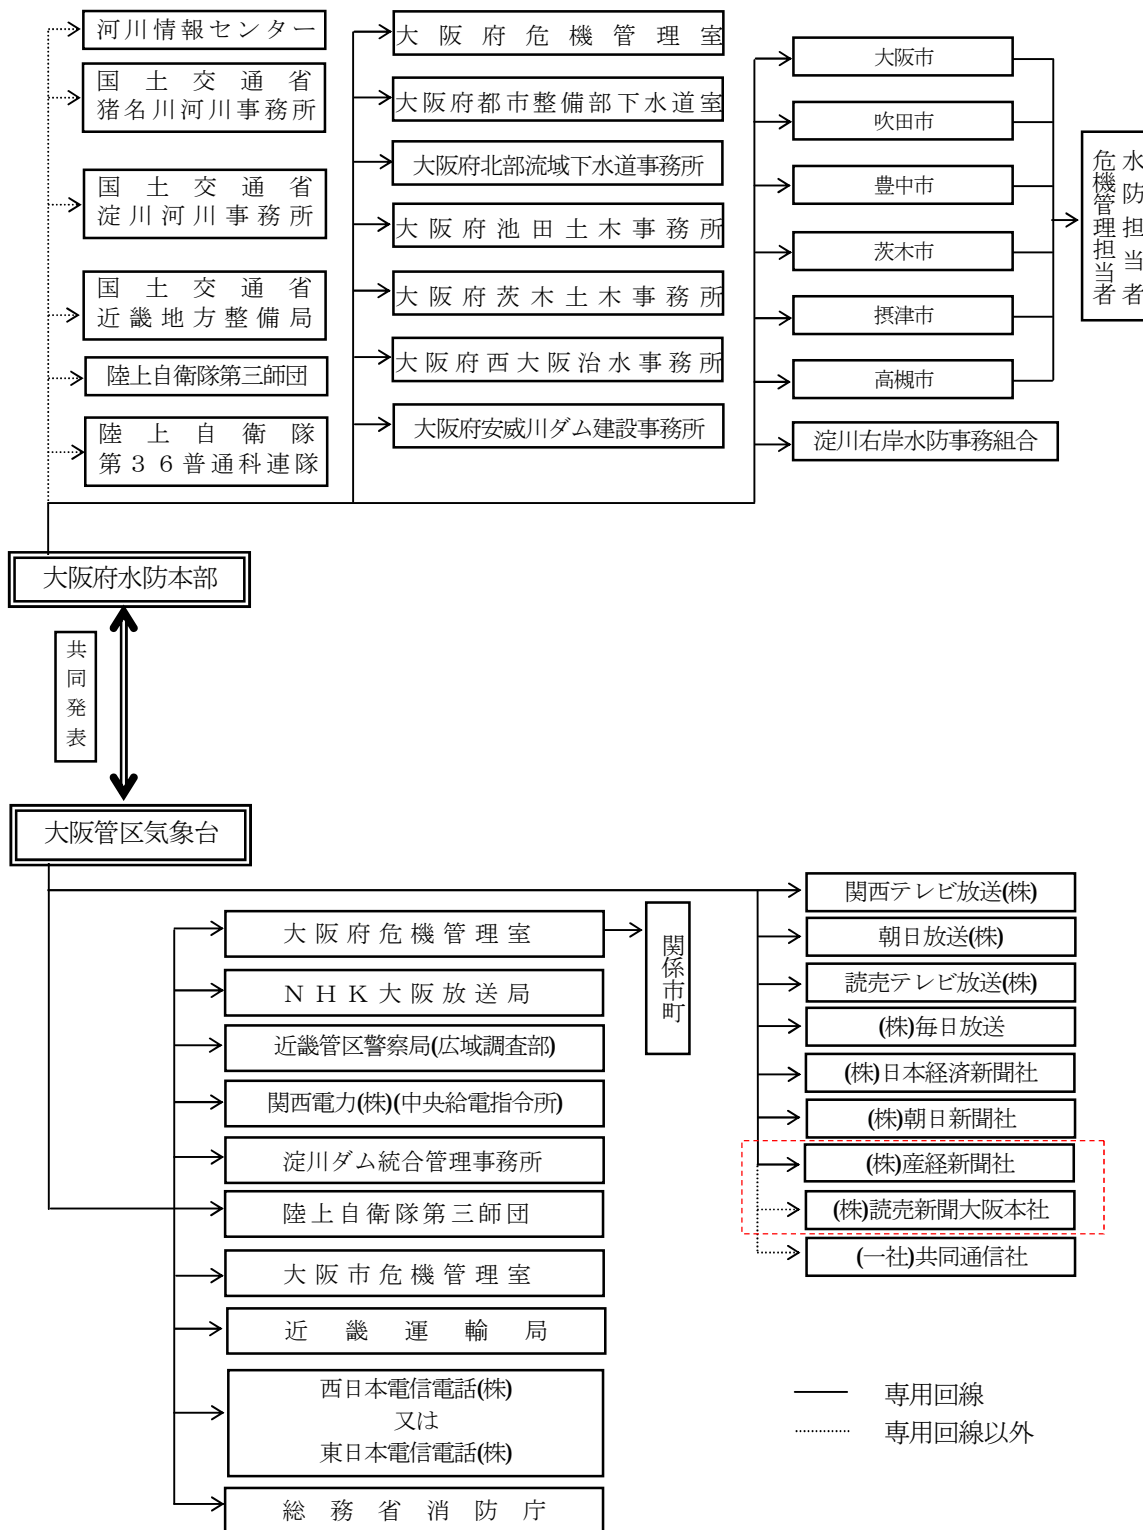 河川情報センター
国土交通省
猪名川河川事務所
国土交通省
淀川河川事務所
国土交通省
近畿地方整備局
陸上自衛隊第三師団
陸上自衛隊
第３６普通科連隊
大阪府危機管理室
大阪府都市整備部下水道室
大阪府北部流域下水道事務所
大阪府池田土木事務所
大阪府茨木土木事務所
大阪府西大阪治水事務所
大阪府安威川ダム建設事務所
大阪市
吹田市
豊中市
茨木市
摂津市
高槻市
淀川右岸水防事務組合
水防担当者
危機管理担当者
大阪府水防本部
共同発表
大阪管区気象台
大阪府危機管理室
ＮＨＫ大阪放送局
近畿管区警察局(広域調査部)
関西電力(株)(中央給電指令所)
淀川ダム統合管理事務所
陸上自衛隊第三師団
大阪市危機管理室
近畿運輸局
西日本電信電話(株)
又は
東日本電信電話(株)
総務省消防庁
関係市町
関西テレビ放送(株)
朝日放送(株)
読売テレビ放送(株)
(株)毎日放送
(株)日本経済新聞社
(株)朝日新聞社
(株)産経新聞社
(株)読売新聞大阪本社
(一社)共同通信社
専用回線
専用回線以外